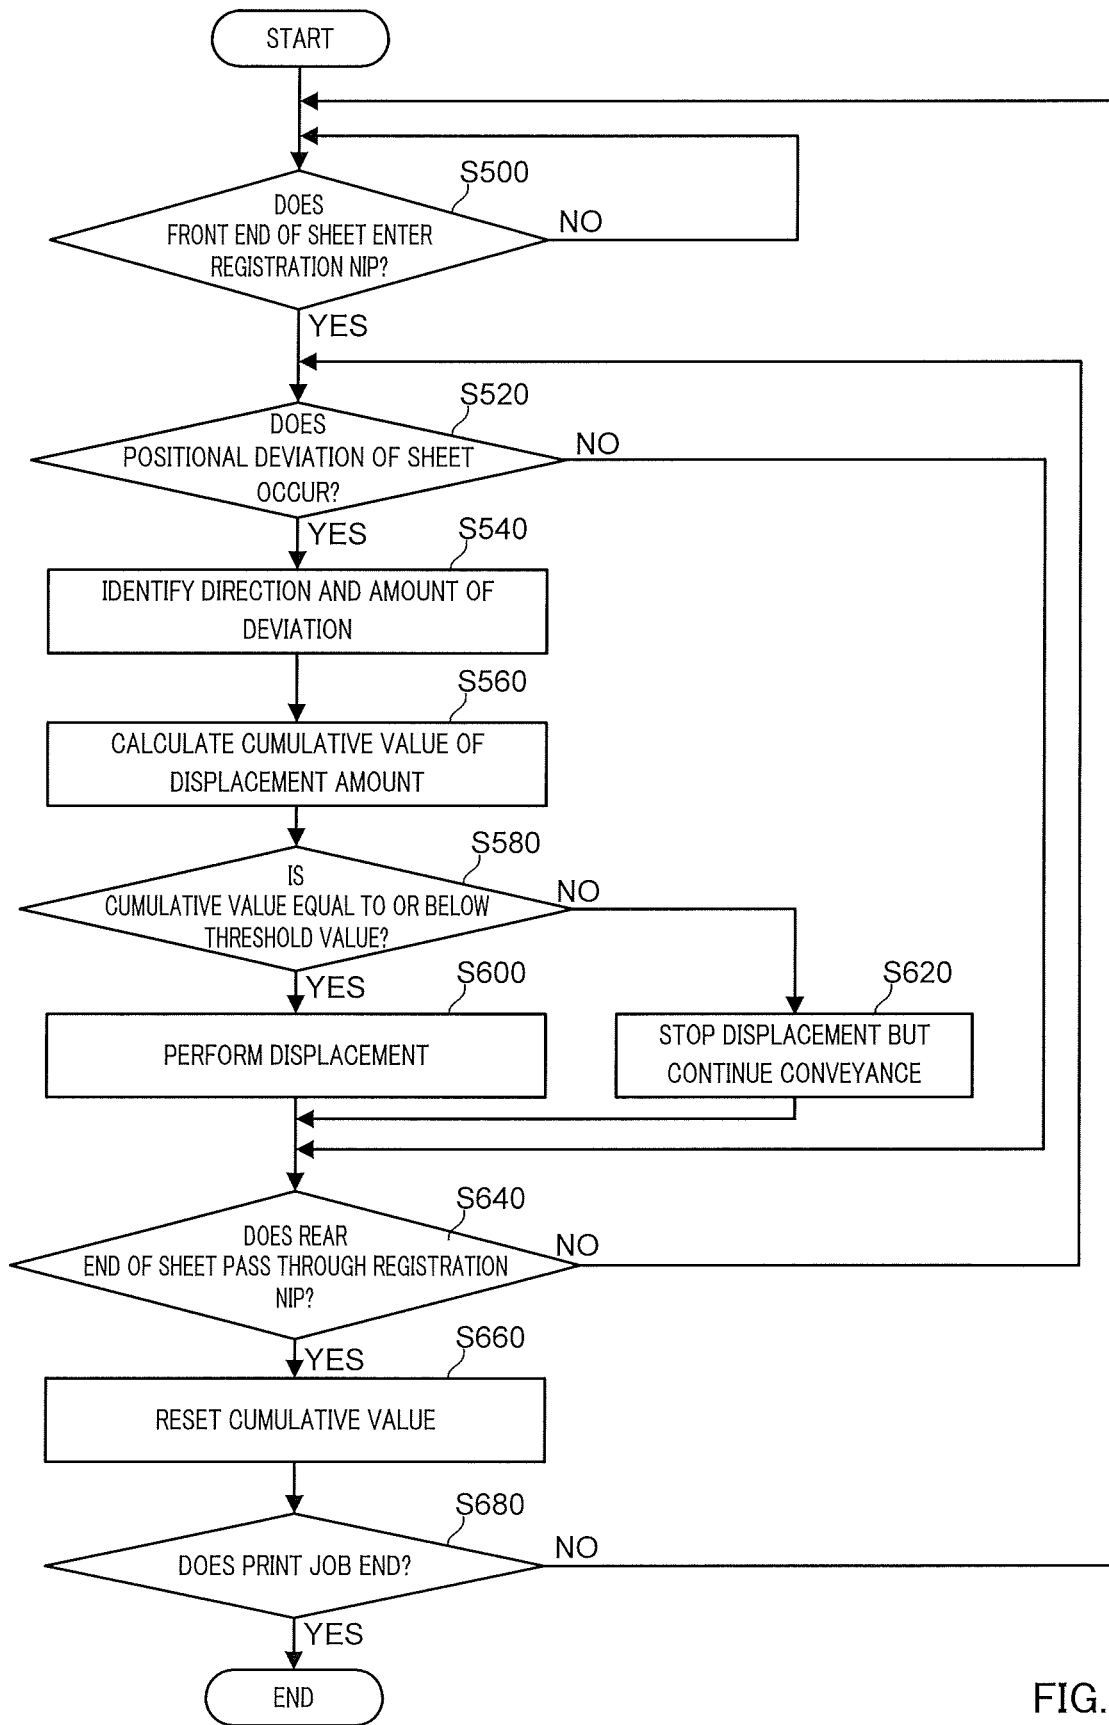 START
S500
DOES
FRONT END OF SHEET ENTER
REGISTRATION NIP?
NO
YES
S520
DOES
POSITIONAL DEVIATION OF SHEET
OCCUR?
NO
YES
S540
IDENTIFY DIRECTION AND AMOUNT OF
DEVIATION
S560
CALCULATE CUMULATIVE VALUE OF
DISPLACEMENT AMOUNT
S580
IS
CUMULATIVE VALUE EQUAL TO OR BELOW
THRESHOLD VALUE?
NO
YES
S600
PERFORM DISPLACEMENT
S620
STOP DISPLACEMENT BUT
CONTINUE CONVEYANCE
S640
DOES REAR
END OF SHEET PASS THROUGH REGISTRATION
NIP?
NO
YES
S660
RESET CUMULATIVE VALUE
S680
DOES PRINT JOB END?
NO
YES
END
FIG.